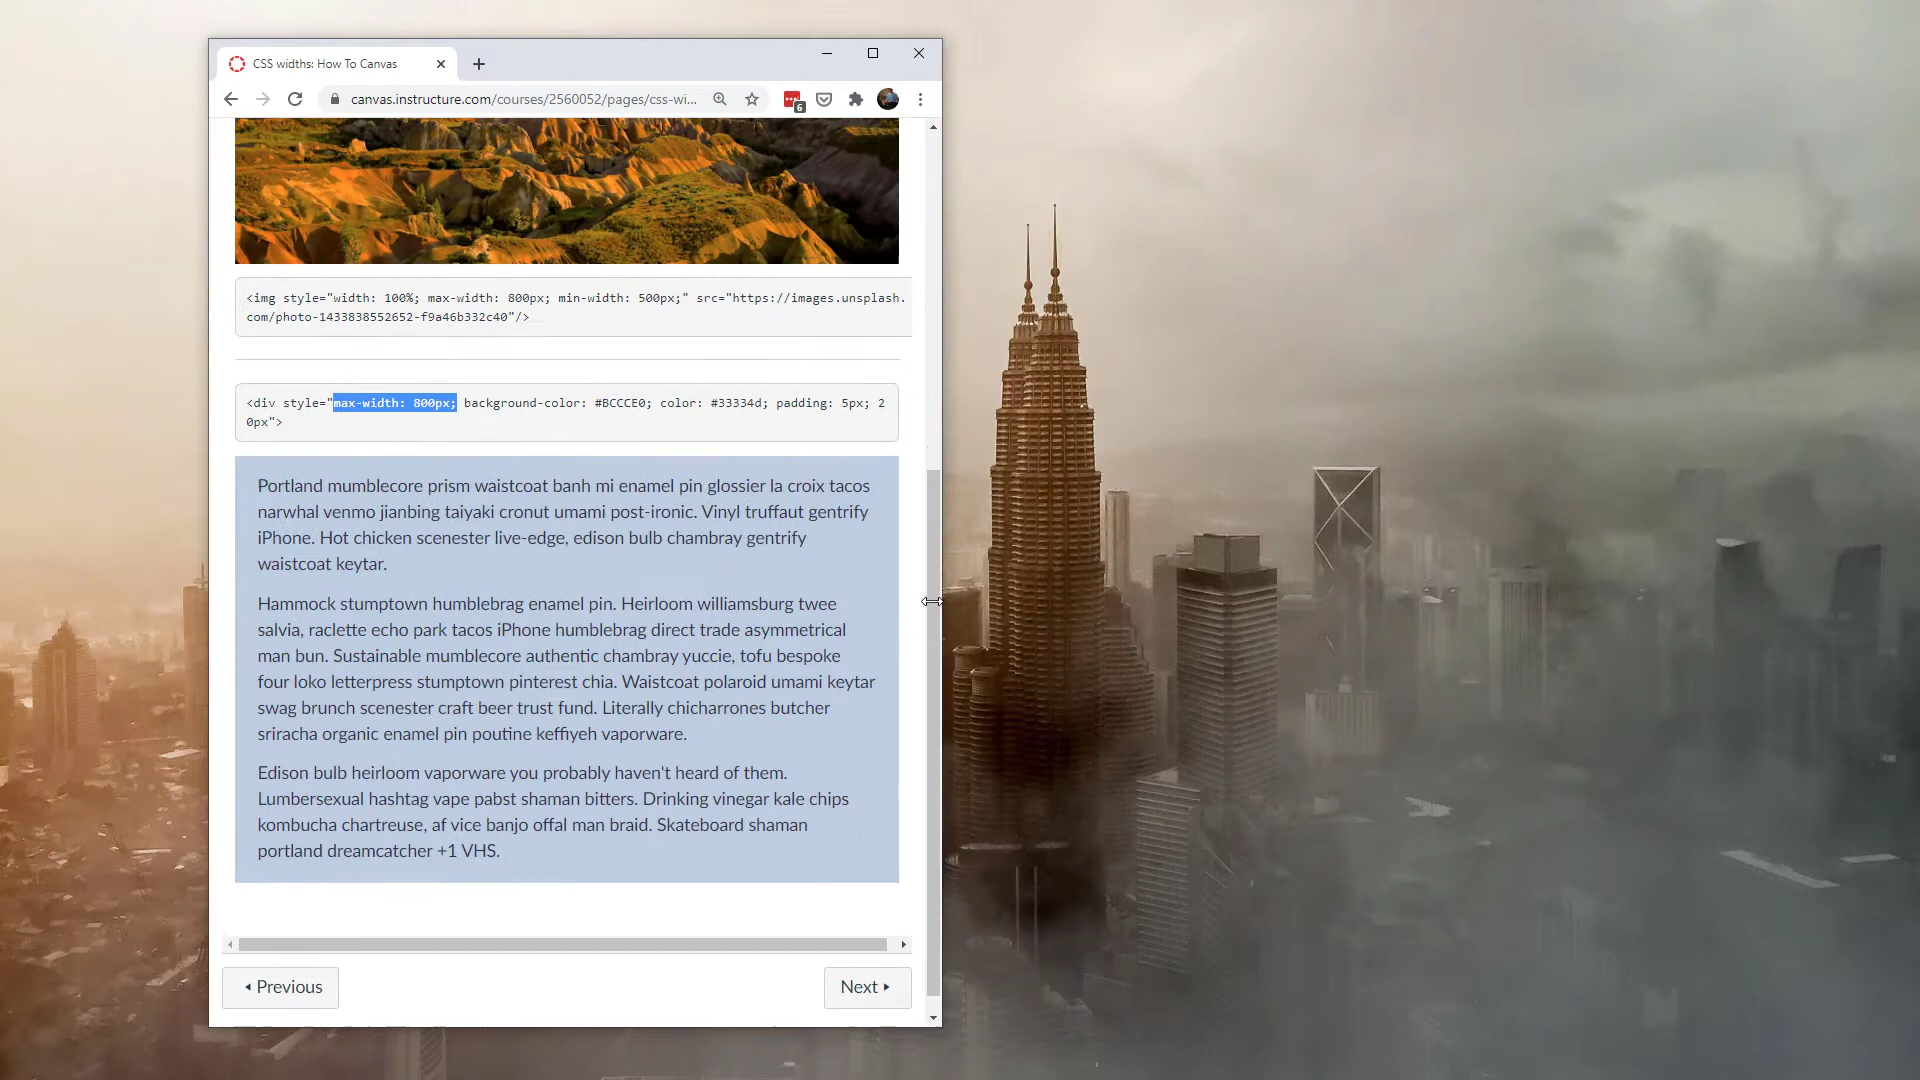 CSS widths: How To Canvas
canvas.instructure.com/courses/2560052/pages/css-wi...
6
<img style="width: 100%; max-width: 800px; min-width: 500px;" src="https://images.unsplash.
com/photo-1433838552652-f9a46b332c40"/>
<div style="max-width: 800px; background-color: #BCCCE0; color: #33334d; padding: 5px; 2
0px">
Portland mumblecore prism waistcoat banh mi enamel pin glossier la croix tacos
narwhal venmo jianbing taiyaki cronut umami post-ironic. Vinyl truffaut gentrify
iPhone. Hot chicken scenester live-edge, edison bulb chambray gentrify
waistcoat keytar.
Hammock stumptown humblebrag enamel pin. Heirloom williamsburg twee
salvia, raclette echo park tacos iPhone humblebrag direct trade asymmetrical
man bun. Sustainable mumblecore authentic chambray yuccie, tofu bespoke
four loko letterpress stumptown pinterest chia. Waistcoat polaroid umami keytar
swag brunch scenester craft beer trust fund. Literally chicharrones butcher
sriracha organic enamel pin poutine keffiyeh vaporware.
Edison bulb heirloom vaporware you probably haven't heard of them.
Lumbersexual hashtag vape pabst shaman bitters. Drinking vinegar kale chips
kombucha chartreuse, af vice banjo offal man braid. Skateboard shaman
portland dreamcatcher +1 VHS.
Previous
Next